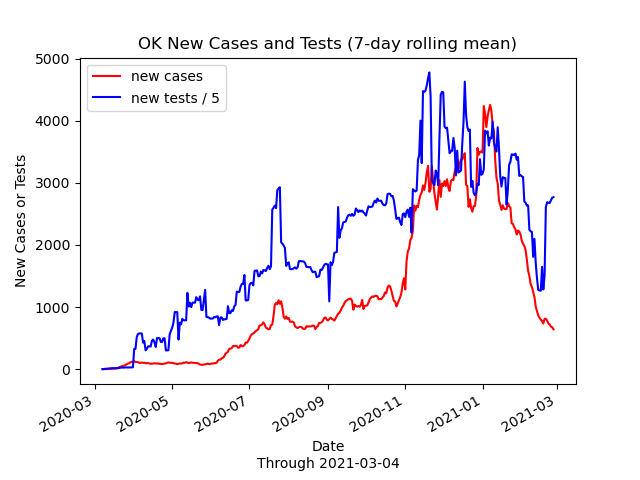 OK New Cases and Tests (7-day rolling mean)
new cases
new tests / 5
New Cases or Tests
5000
4000
3000
2000
1000
0
2020-03
2020-05
2020-07
2020-09
2020-11
2021-01
2021-03
Date
Through 2021-03-04